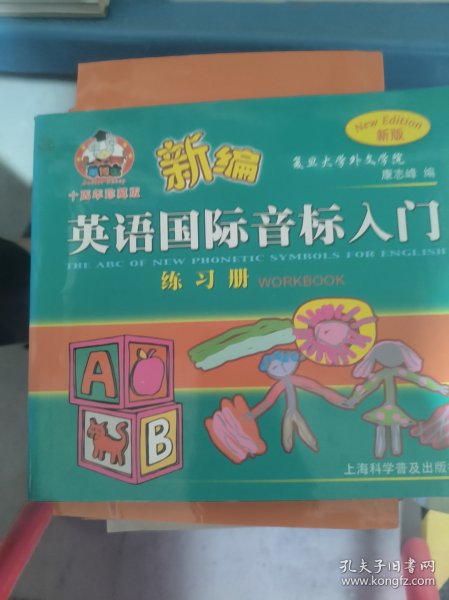 New Edition
新版
新编
复旦大学外文学院
康志峰 编
十四年珍藏版
英语国际音标入门
THE ABC OF NEW PHONETIC SYMBOLS FOR ENGLISH
练习册 WORKBOOK
A
B
上海科学普及出版
孔夫子旧书网
www.kongfz.com